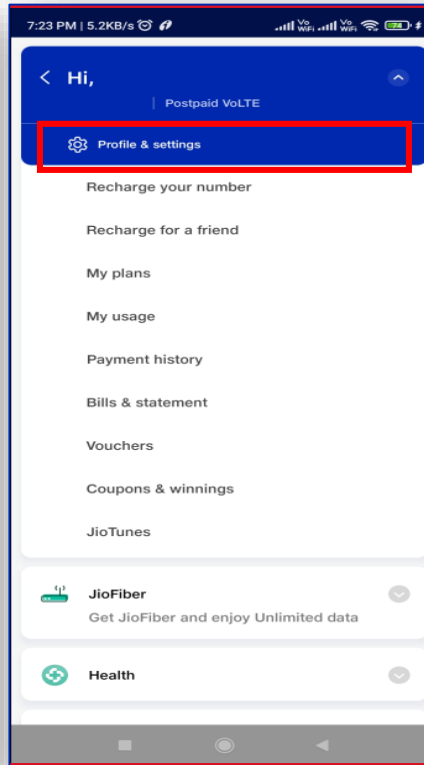 7:23 PM | 5.2KB/s
Vo WiFi Vo WiFi 74
Hi,
| Postpaid VoLTE
Profile & settings
Recharge your number
Recharge for a friend
My plans
My usage
Payment history
Bills & statement
Vouchers
Coupons & winnings
JioTunes
JioFiber
Get JioFiber and enjoy Unlimited data
Health